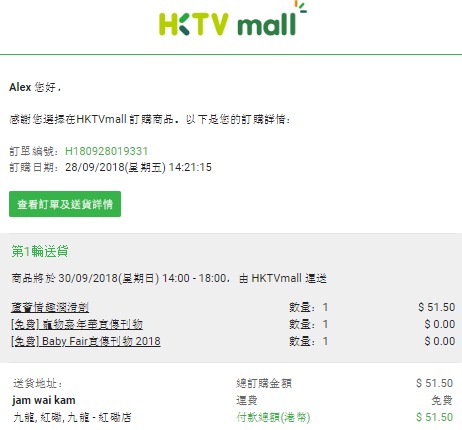 HKTV mall
Alex 您好，
感謝您選擇在HKTVmall 訂購商品。以下是您的訂購詳情：
訂單編號：H180928019331
訂購日期：28/09/2018(星期五) 14:21:15
查看訂單及送貨詳情
第1輪送貨
商品將於 30/09/2018(星期日) 14:00 - 18:00， 由 HKTVmall 運送
蘆薈情趣潤滑劑 數量：1 $ 51.50
[免費] 寵物嘉年華宣傳刊物 數量：1 $ 0.00
[免費] Baby Fair宣傳刊物 2018 數量：1 $ 0.00
送貨地址： 總訂購金額 $ 51.50
jam wai kam 運費 免費
九龍, 紅磡, 九龍 - 紅磡店 付款總額(港幣) $ 51.50